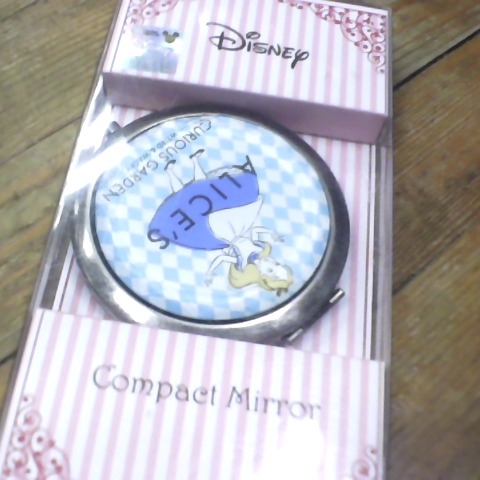 Disney
ALICE'S
CURIOUS GARDEN
Compact Mirror